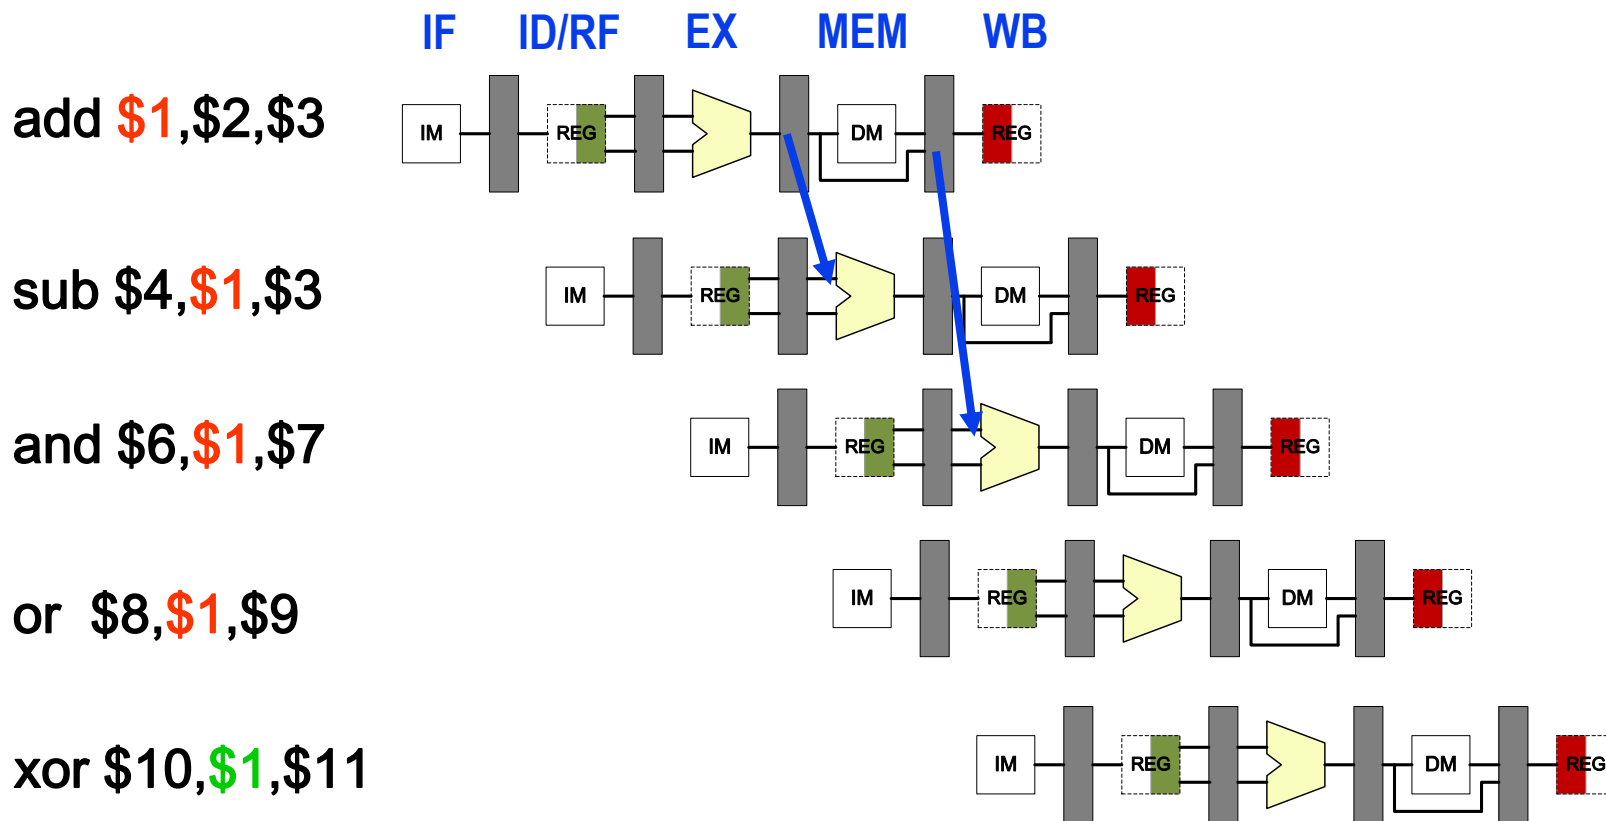 IF ID/RF EX MEM WB
add $1,$2,$3 IM REG DM REG
sub $4,$1,$3 IM REG DM REG
and $6,$1,$7 IM REG DM REG
or $8,$1,$9 IM REG DM REG
xor $10,$1,$11 IM REG DM REG